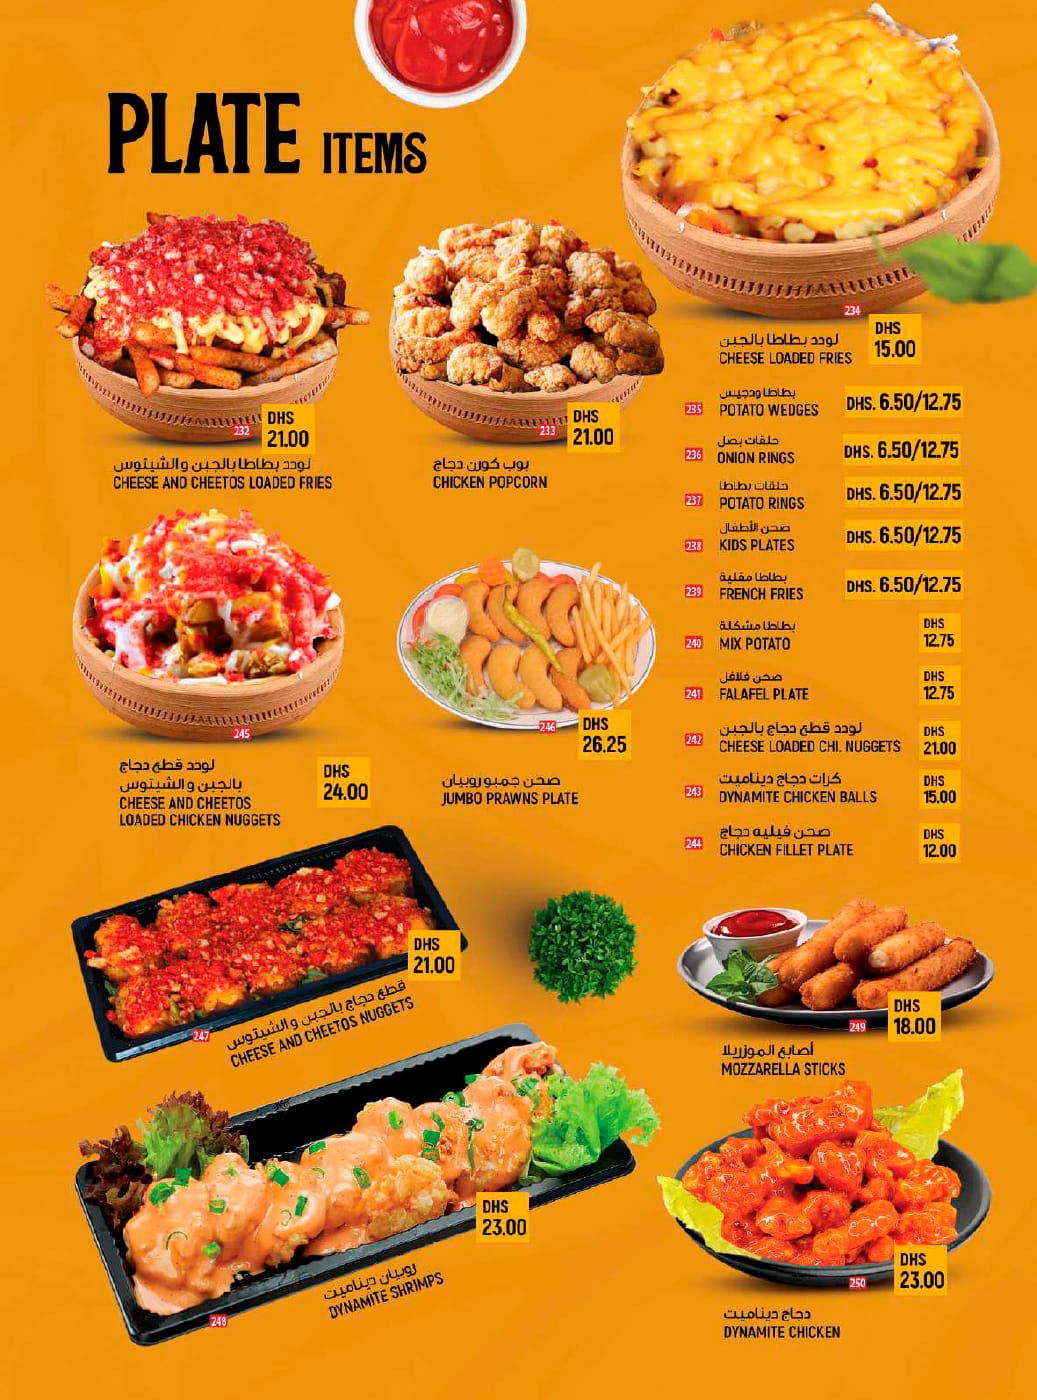 PLATE ITEMS
232
DHS
21.00
لودد بطاطا بالجبن والشيتوس
CHEESE AND CHEETOS LOADED FRIES
233
DHS
21.00
بوب كورن دجاج
CHICKEN POPCORN
234
DHS
15.00
لودد بطاطا بالجبن
CHEESE LOADED FRIES
235
بطاطا ودجيس
POTATO WEDGES
DHS. 6.50/12.75
236
حلقات بصل
ONION RINGS
DHS. 6.50/12.75
237
حلقات بطاطا
POTATO RINGS
DHS. 6.50/12.75
238
صحن الأطفال
KIDS PLATES
DHS. 6.50/12.75
239
بطاطا مقلية
FRENCH FRIES
DHS. 6.50/12.75
240
بطاطا مشكلة
MIX POTATO
DHS
12.75
241
صحن فلافل
FALAFEL PLATE
DHS
12.75
242
لودد قطع دجاج بالجبن
CHEESE LOADED CHI. NUGGETS
DHS
21.00
243
كرات دجاج ديناميت
DYNAMITE CHICKEN BALLS
DHS
15.00
244
صحن فيليه دجاج
CHICKEN FILLET PLATE
DHS
12.00
245
لودد قطع دجاج
بالجبن والشيتوس
CHEESE AND CHEETOS
LOADED CHICKEN NUGGETS
DHS
24.00
246
DHS
26.25
صحن جمبو روبيان
JUMBO PRAWNS PLATE
247
DHS
21.00
قطع دجاج بالجبن والشيتوس
CHEESE AND CHEETOS NUGGETS
248
DHS
23.00
روبيان ديناميت
DYNAMITE SHRIMPS
249
DHS
18.00
أصابع الموزريلا
MOZZARELLA STICKS
250
DHS
23.00
دجاج ديناميت
DYNAMITE CHICKEN